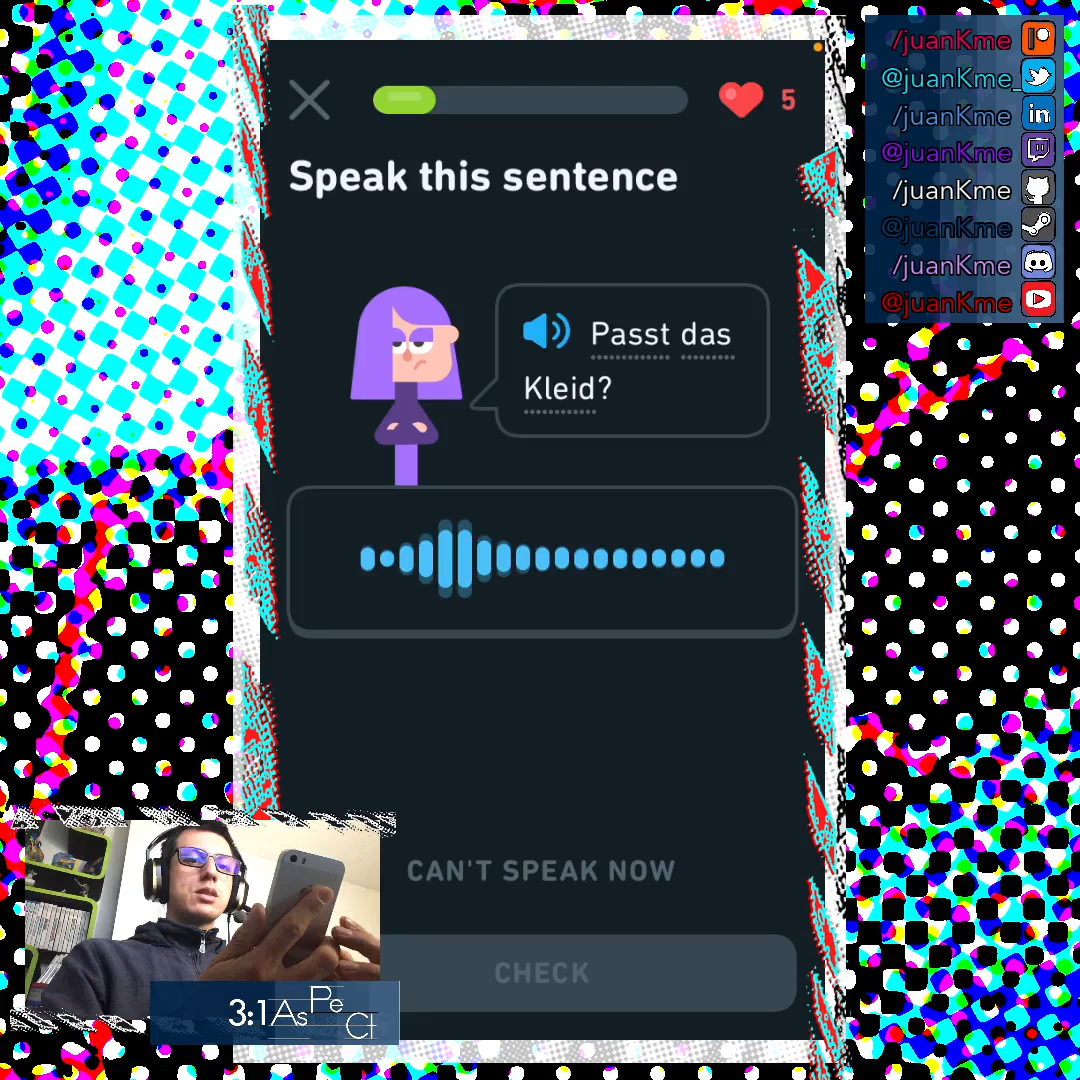 /juanKme
@juanKme_
/juanKme
@juanKme
/juanKme
@juanKme
/juanKme
@juanKme
5
Speak this sentence
Passt das
Kleid?
CAN'T SPEAK NOW
CHECK
3:1 AsPeCt